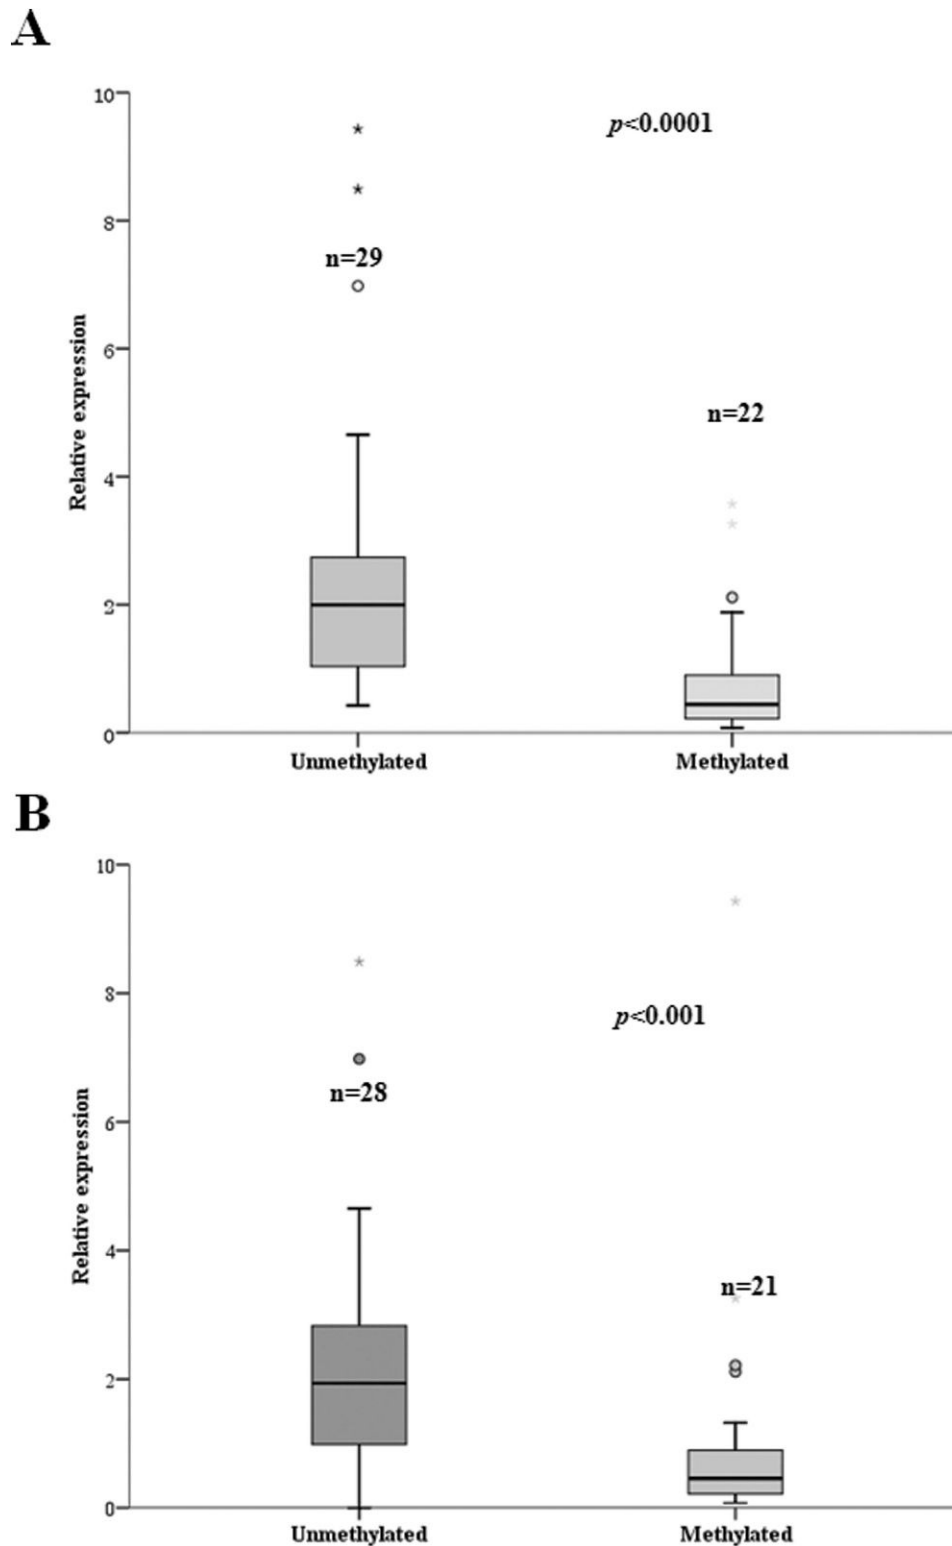 A
10
p<0.0001
8
n=29
6
Relative expression
n=22
4
2
0
Unmethylated
Methylated
B
10
8
p<0.001
n=28
6
Relative expression
4
n=21
2
0
Unmethylated
Methylated